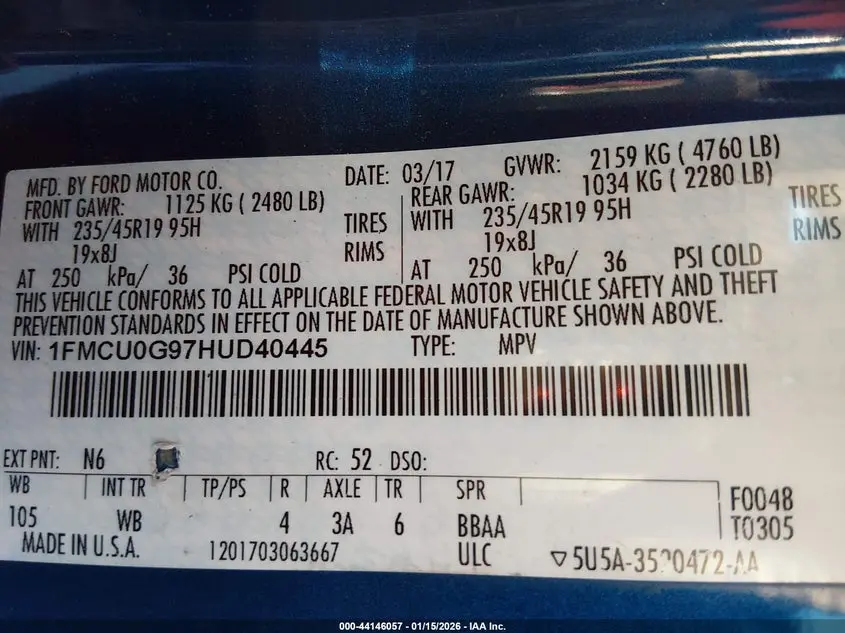 MFD. BY FORD MOTOR CO. DATE: 03/17 GVWR: 2159 KG ( 4760 LB)
FRONT GAWR: 1125 KG ( 2480 LB) REAR GAWR: 1034 KG ( 2280 LB)
WITH 235/45R19 95H TIRES WITH 235/45R19 95H TIRES
19x8J RIMS 19x8J RIMS
AT 250 kPa/ 36 PSI COLD AT 250 kPa/ 36 PSI COLD
THIS VEHICLE CONFORMS TO ALL APPLICABLE FEDERAL MOTOR VEHICLE SAFETY AND THEFT
PREVENTION STANDARDS IN EFFECT ON THE DATE OF MANUFACTURE SHOWN ABOVE.
VIN: 1FMCU0G97HUD40445 TYPE: MPV
EXT PNT: N6 RC: 52 DSO:
WB INT TR TP/PS R AXLE TR SPR F0048
105 WB 4 3A 6 BBAA T0305
MADE IN U.S.A. 1201703063667 ULC 5U5A-3520472-AA
000-44146057 - 01/15/2026 - IAA Inc.